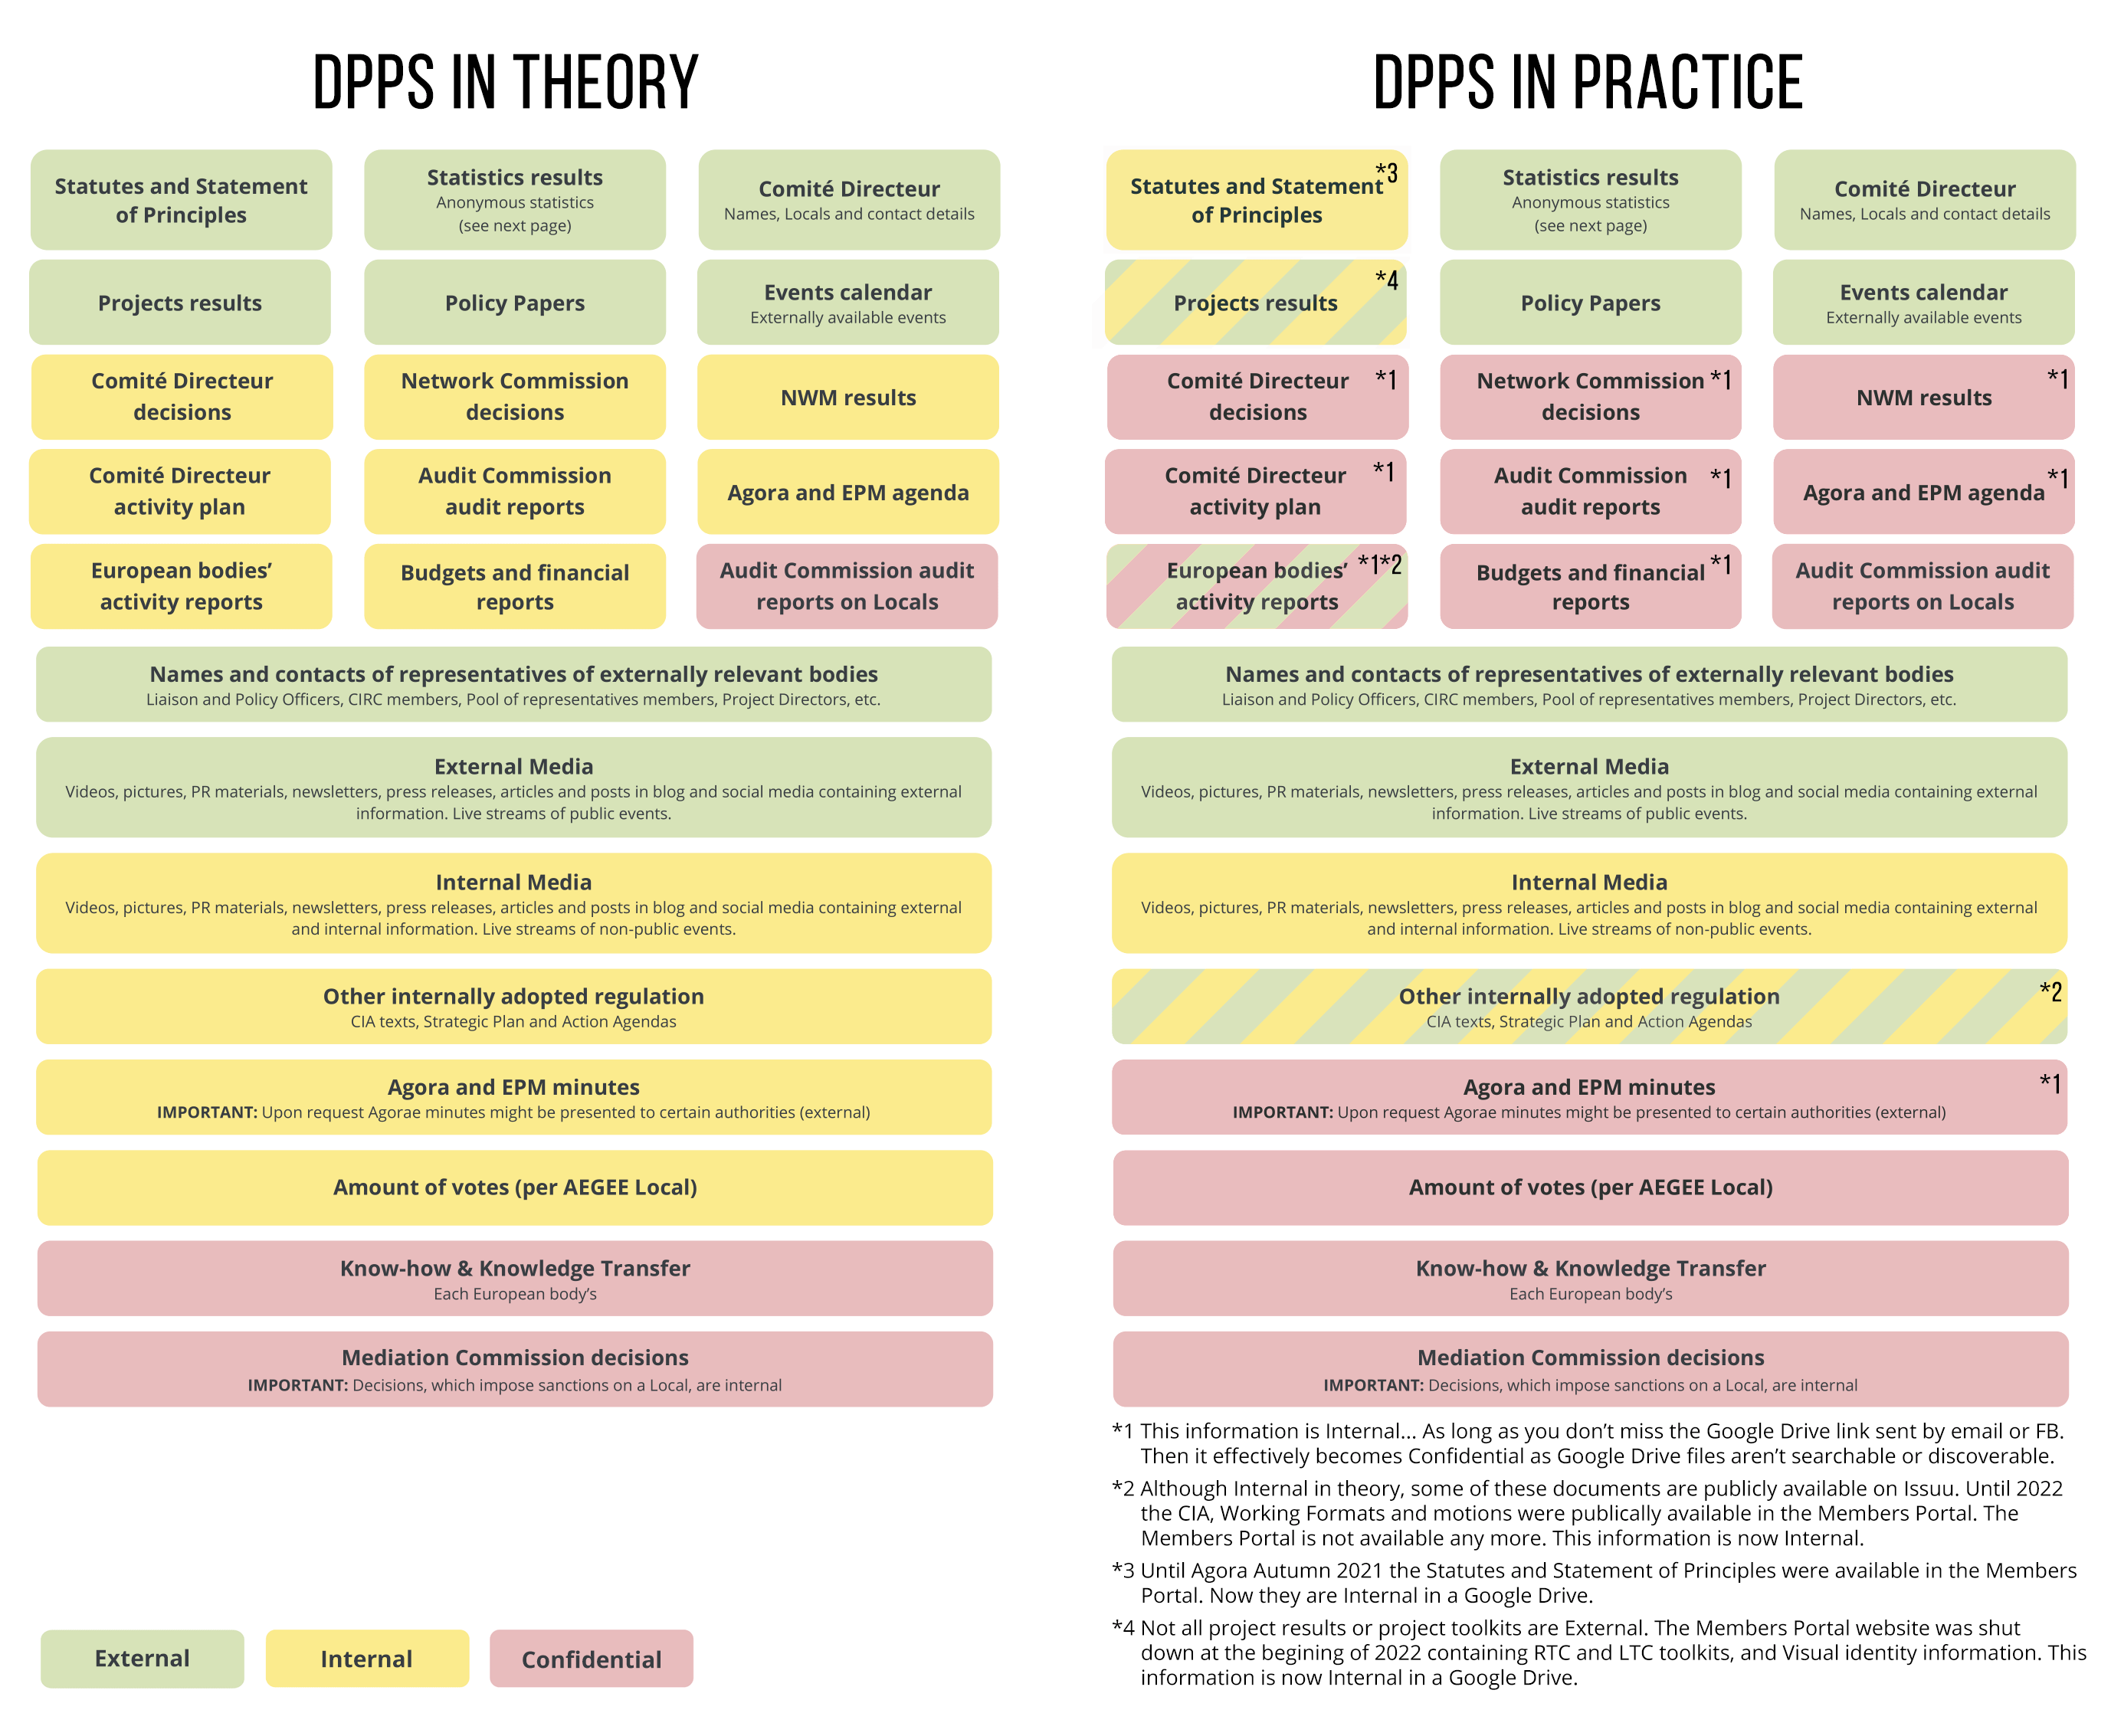 DPPS IN THEORY
Statutes and Statement
of Principles
Statistics results
Anonymous statistics
(see next page)
Comité Directeur
Names, Locals and contact details
Projects results
Policy Papers
Events calendar
Externally available events
Comité Directeur
decisions
Network Commission
decisions
NWM results
Comité Directeur
activity plan
Audit Commission
audit reports
Agora and EPM agenda
European bodies’
activity reports
Budgets and financial
reports
Audit Commission audit
reports on Locals
Names and contacts of representatives of externally relevant bodies
Liaison and Policy Officers, CIRC members, Pool of representatives members, Project Directors, etc.
External Media
Videos, pictures, PR materials, newsletters, press releases, articles and posts in blog and social media containing external
information. Live streams of public events.
Internal Media
Videos, pictures, PR materials, newsletters, press releases, articles and posts in blog and social media containing external
and internal information. Live streams of non-public events.
Other internally adopted regulation
CIA texts, Strategic Plan and Action Agendas
Agora and EPM minutes
IMPORTANT: Upon request Agorae minutes might be presented to certain authorities (external)
Amount of votes (per AEGEE Local)
Know-how & Knowledge Transfer
Each European body’s
Mediation Commission decisions
IMPORTANT: Decisions, which impose sanctions on a Local, are internal
External
Internal
Confidential
DPPS IN PRACTICE
Statutes and Statement *3
of Principles
Statistics results
Anonymous statistics
(see next page)
Comité Directeur
Names, Locals and contact details
Projects results *4
Policy Papers
Events calendar
Externally available events
Comité Directeur *1
decisions
Network Commission *1
decisions
NWM results *1
Comité Directeur *1
activity plan
Audit Commission *1
audit reports
Agora and EPM agenda *1
European bodies’ *1*2
activity reports
Budgets and financial *1
reports
Audit Commission audit
reports on Locals
Names and contacts of representatives of externally relevant bodies
Liaison and Policy Officers, CIRC members, Pool of representatives members, Project Directors, etc.
External Media
Videos, pictures, PR materials, newsletters, press releases, articles and posts in blog and social media containing external
information. Live streams of public events.
Internal Media
Videos, pictures, PR materials, newsletters, press releases, articles and posts in blog and social media containing external
and internal information. Live streams of non-public events.
Other internally adopted regulation *2
CIA texts, Strategic Plan and Action Agendas
Agora and EPM minutes *1
IMPORTANT: Upon request Agorae minutes might be presented to certain authorities (external)
Amount of votes (per AEGEE Local)
Know-how & Knowledge Transfer
Each European body’s
Mediation Commission decisions
IMPORTANT: Decisions, which impose sanctions on a Local, are internal
*1 This information is Internal... As long as you don’t miss the Google Drive link sent by email or FB.
Then it effectively becomes Confidential as Google Drive files aren’t searchable or discoverable.
*2 Although Internal in theory, some of these documents are publicly available on Issuu. Until 2022
the CIA, Working Formats and motions were publically available in the Members Portal. The
Members Portal is not available any more. This information is now Internal.
*3 Until Agora Autumn 2021 the Statutes and Statement of Principles were available in the Members
Portal. Now they are Internal in a Google Drive.
*4 Not all project results or project toolkits are External. The Members Portal website was shut
down at the begining of 2022 containing RTC and LTC toolkits, and Visual identity information. This
information is now Internal in a Google Drive.